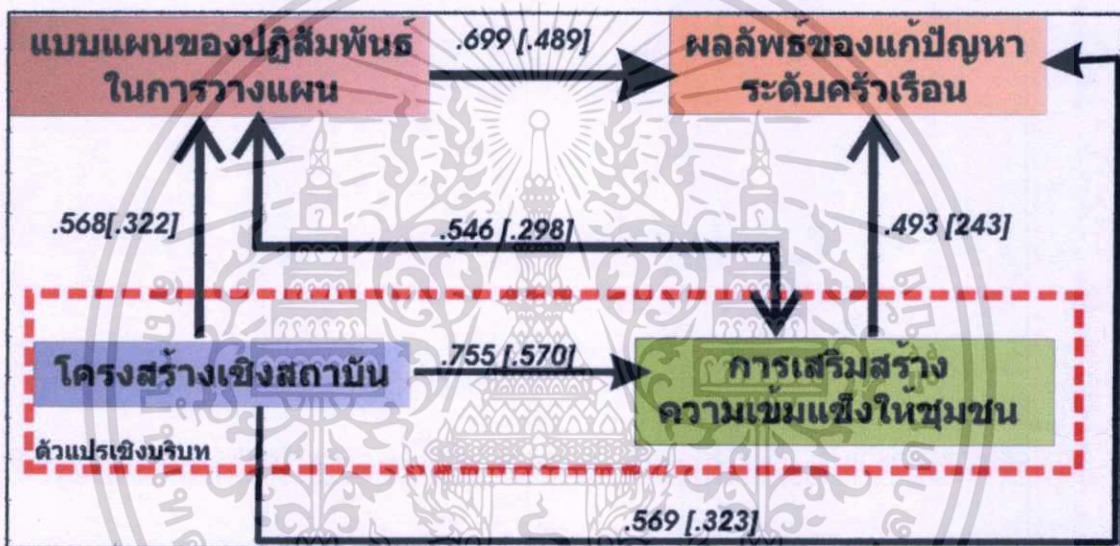 แบบแผนของปฏิสัมพันธ์
ในการวางแผน
.699 [.489]
ผลลัพธ์ของแก้ปัญหา
ระดับครัวเรือน
.568[.322]
.546 [.298]
.493 [243]
โครงสร้างเชิงสถาบัน
.755 [.570]
การเสริมสร้าง
ความเข้มแข็งให้ชุมชน
ตัวแปรเชิงบริบท
.569 [.323]